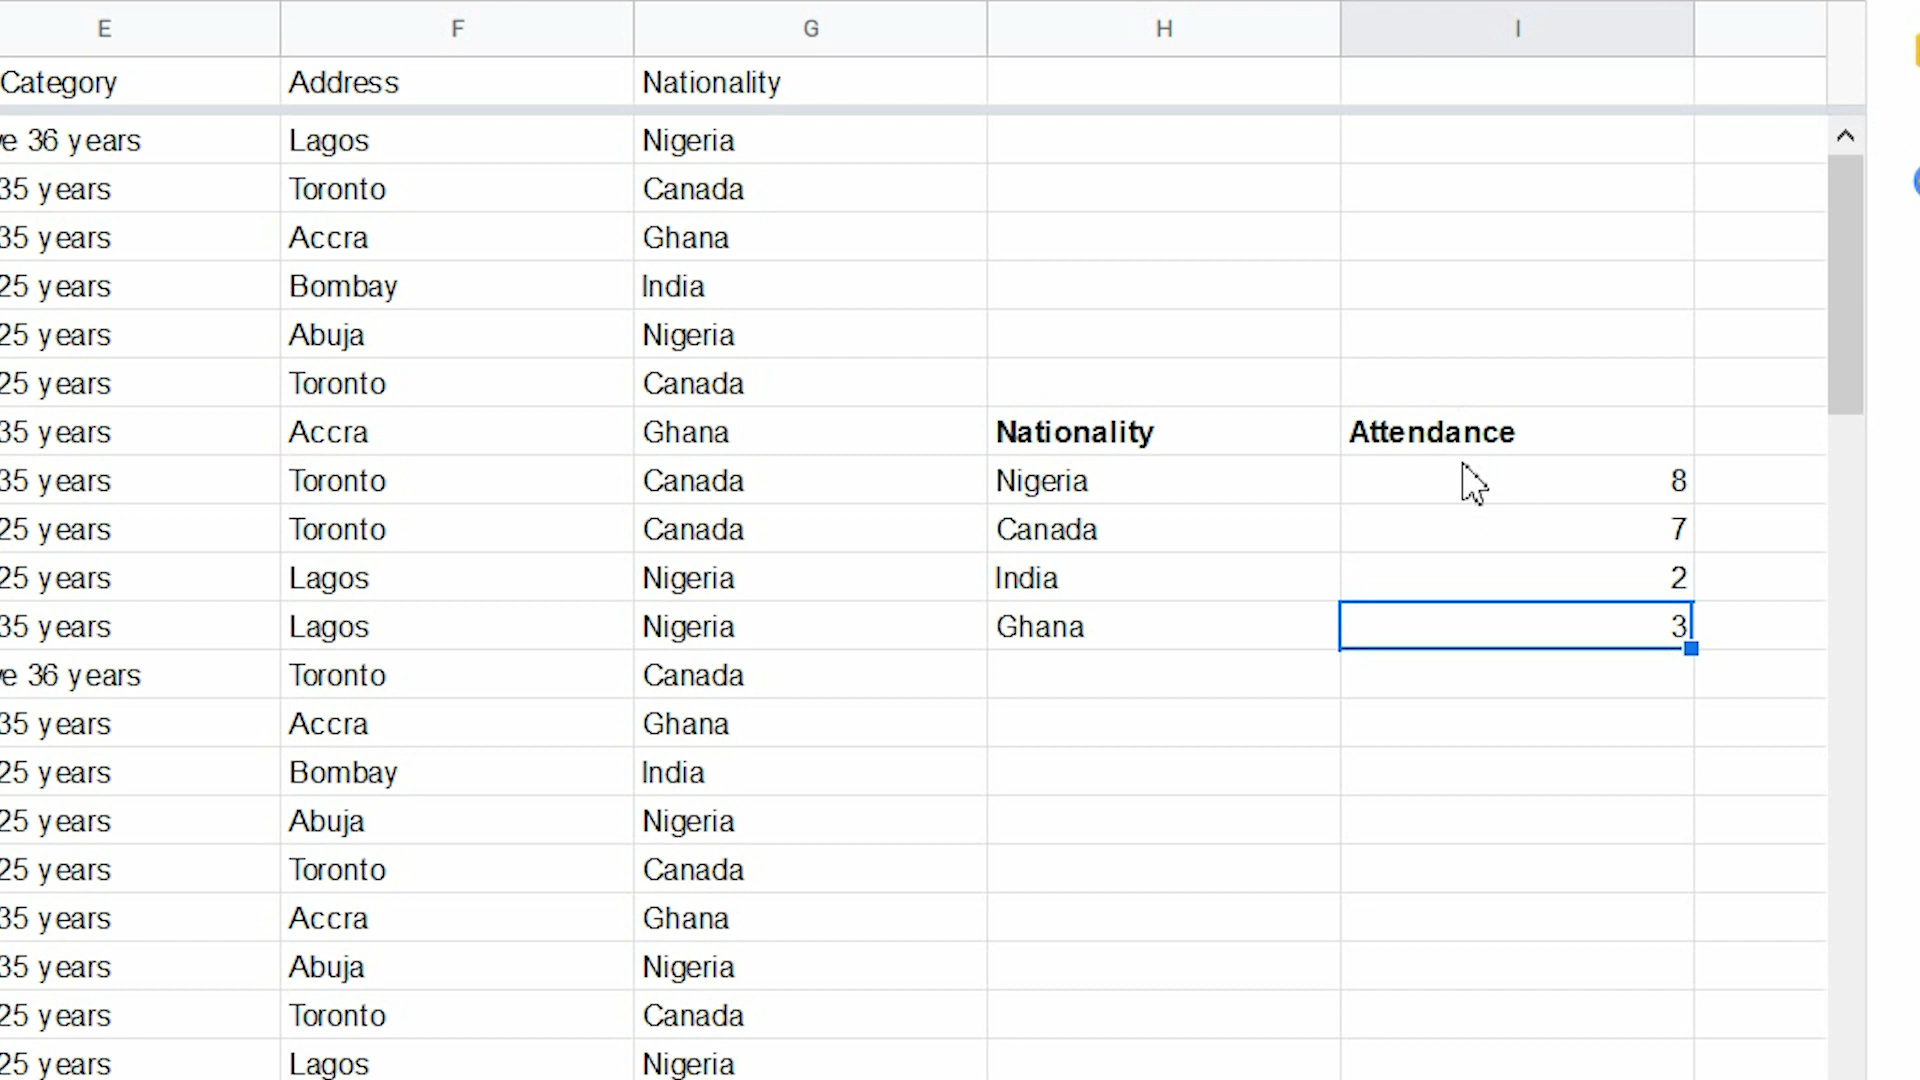 E F G H I
Category Address Nationality
36 years Lagos Nigeria
35 years Toronto Canada
35 years Accra Ghana
25 years Bombay India
25 years Abuja Nigeria
25 years Toronto Canada
35 years Accra Ghana Nationality Attendance
35 years Toronto Canada Nigeria 8
25 years Toronto Canada Canada 7
25 years Lagos Nigeria India 2
35 years Lagos Nigeria Ghana 3
36 years Toronto Canada
35 years Accra Ghana
25 years Bombay India
25 years Abuja Nigeria
25 years Toronto Canada
35 years Accra Ghana
35 years Abuja Nigeria
25 years Toronto Canada
25 years Lagos Nigeria